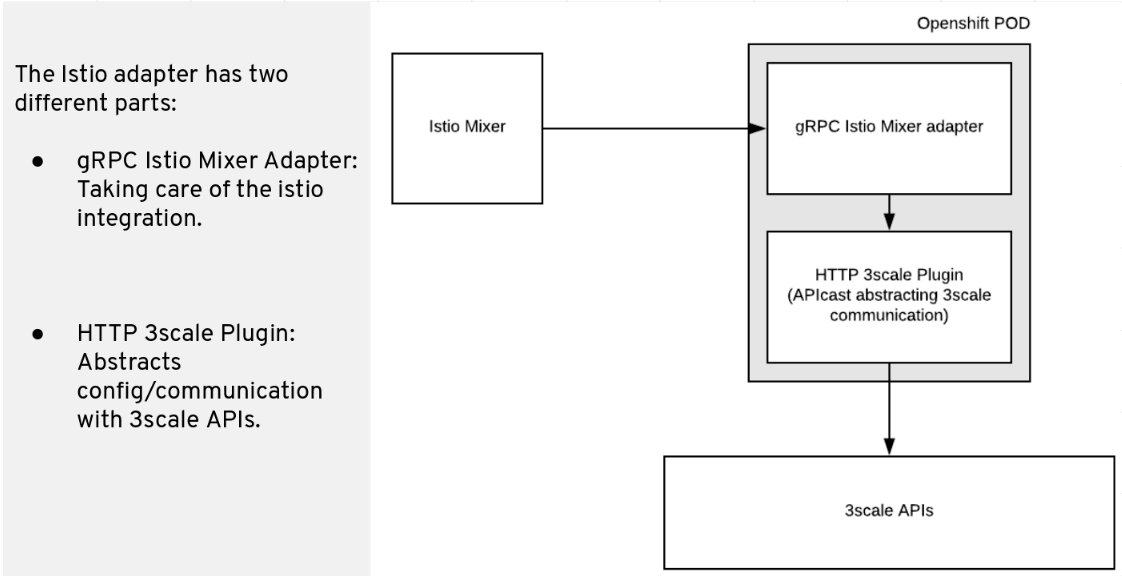 The Istio adapter has two
different parts:
● gRPC Istio Mixer Adapter:
Taking care of the istio
integration.
● HTTP 3scale Plugin:
Abstracts
config/communication
with 3scale APIs.
Openshift POD
Istio Mixer
gRPC Istio Mixer adapter
HTTP 3scale Plugin
(APIcast abstracting 3scale
communication)
3scale APIs